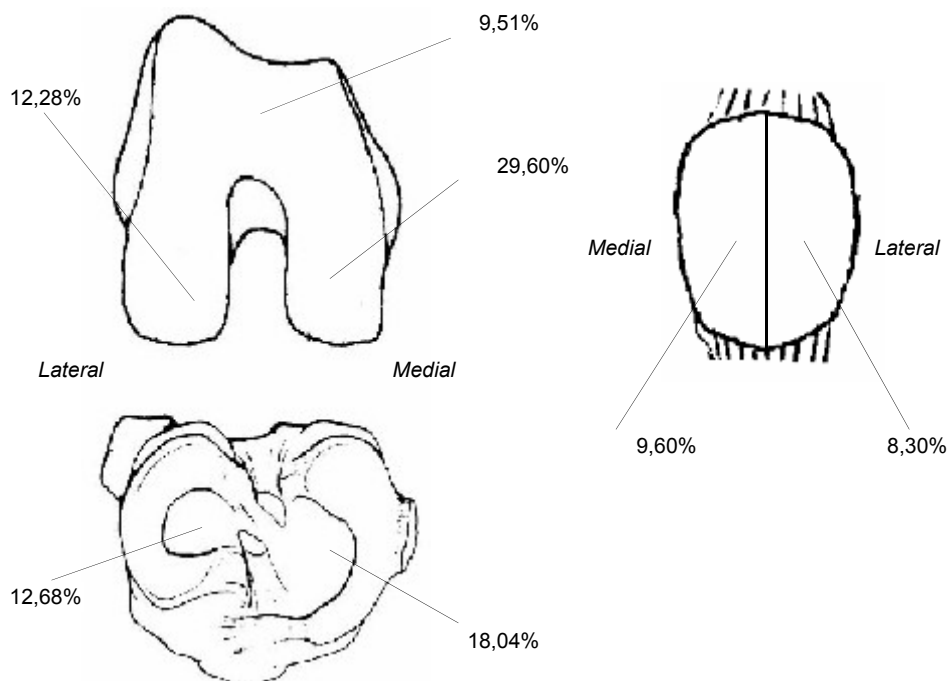 9,51%
12,28%
29,60%
Medial
Lateral
Lateral
Medial
9,60%
8,30%
12,68%
18,04%